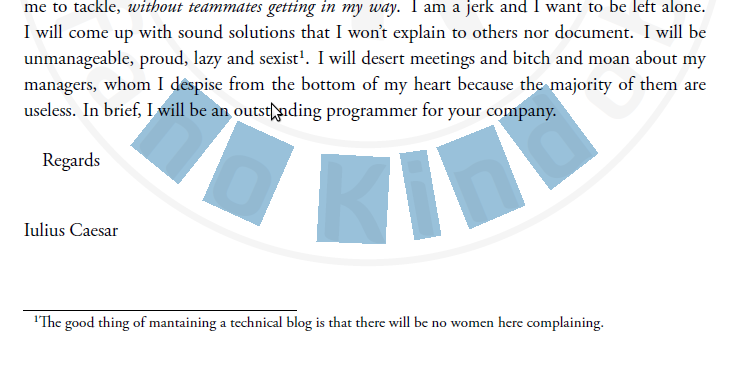 me to tackle, without teammates getting in my way. I am a jerk and I want to be left alone.
I will come up with sound solutions that I won't explain to others nor document. I will be
unmanageable, proud, lazy and sexist¹. I will desert meetings and bitch and moan about my
managers, whom I despise from the bottom of my heart because the majority of them are
useless. In brief, I will be an outstanding programmer for your company.
Regards
Iulius Caesar
no Kind
¹The good thing of mantaining a technical blog is that there will be no women here complaining.